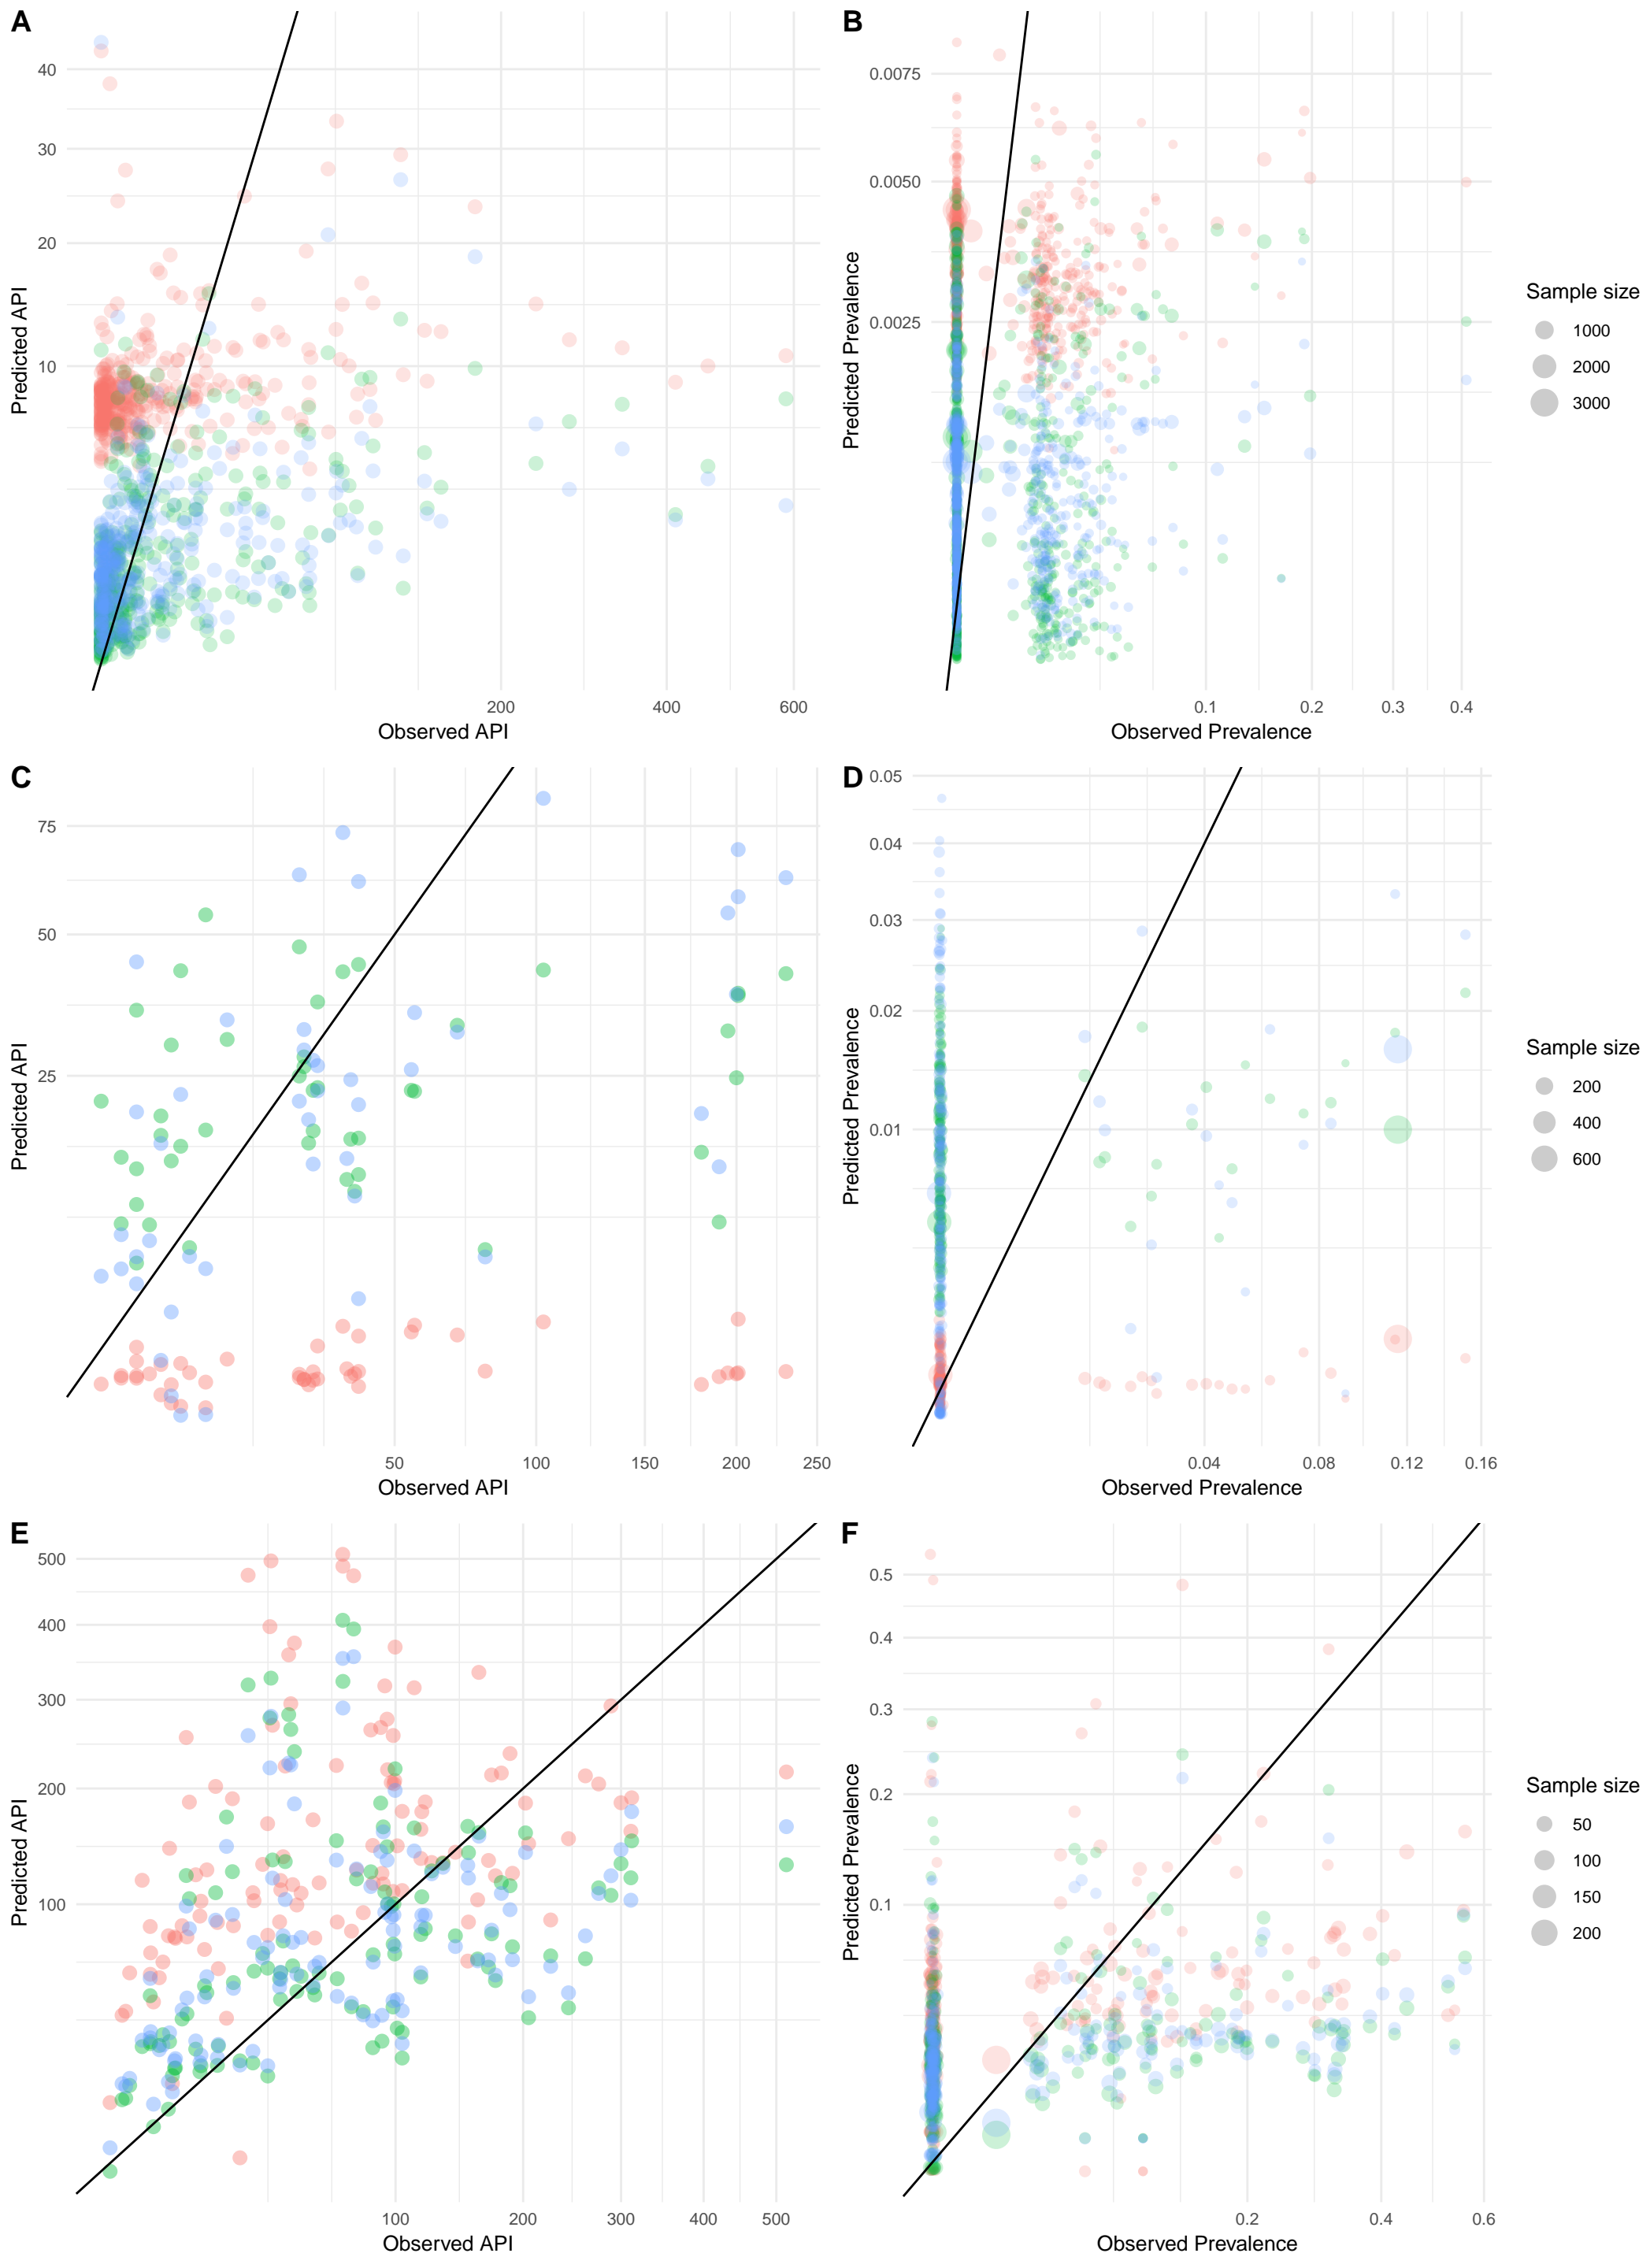 A
40
30
20
10
Predicted API
200
400
600
Observed API
B
0.0075
0.0050
0.0025
Predicted Prevalence
0.1
0.2
0.3
0.4
Observed Prevalence
Sample size
1000
2000
3000
C
75
50
25
Predicted API
50
100
150
200
250
Observed API
D
0.05
0.04
0.03
0.02
0.01
Predicted Prevalence
0.04
0.08
0.12
0.16
Observed Prevalence
Sample size
200
400
600
E
500
400
300
200
100
Predicted API
100
200
300
400
500
Observed API
F
0.5
0.4
0.3
0.2
0.1
Predicted Prevalence
0.2
0.4
0.6
Observed Prevalence
Sample size
50
100
150
200